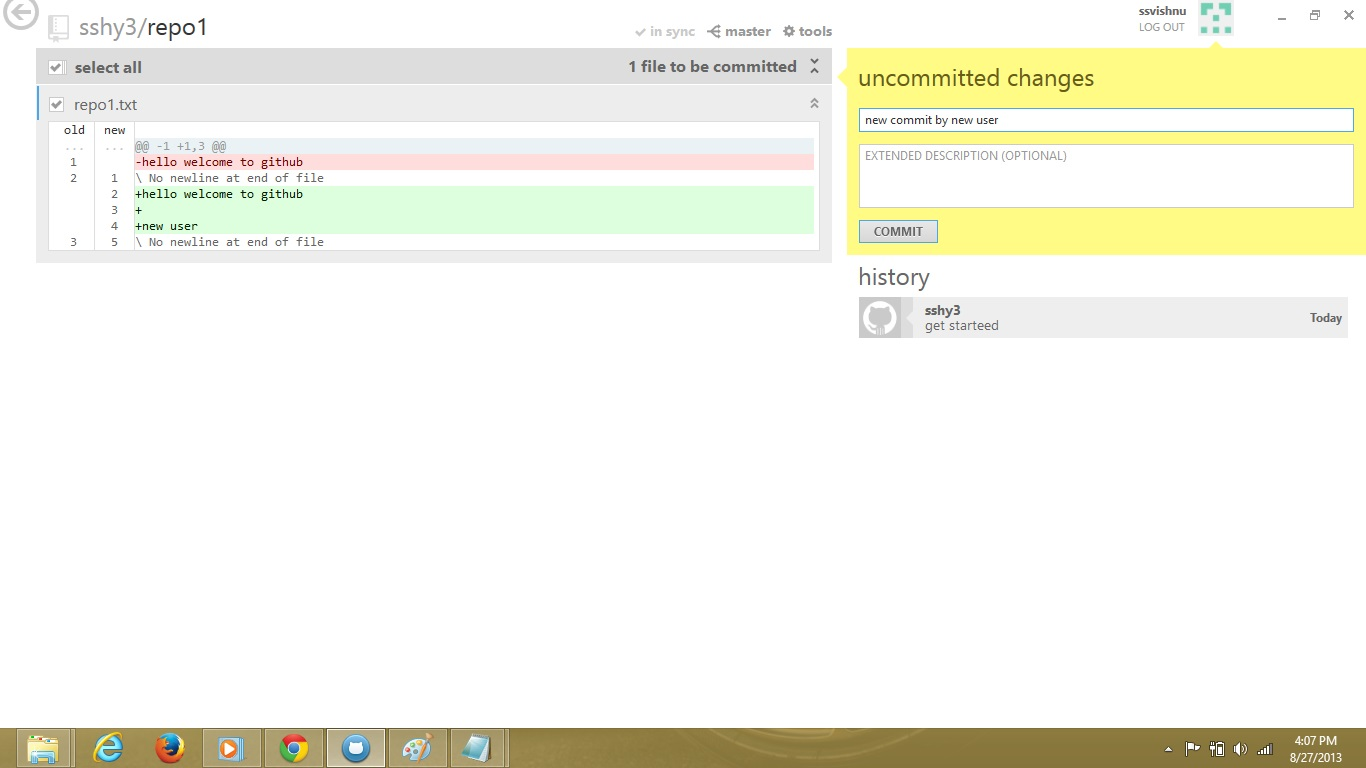 sshy3/repo1
in sync master tools
ssvishnu
LOG OUT
select all 1 file to be committed
repo1.txt
old new
... ... @@ -1 +1,3 @@
1 -hello welcome to github
2 1 \ No newline at end of file
2 +hello welcome to github
3 +
4 +new user
3 5 \ No newline at end of file
uncommitted changes
new commit by new user
EXTENDED DESCRIPTION (OPTIONAL)
COMMIT
history
sshy3
get starteed
Today
4:07 PM
8/27/2013